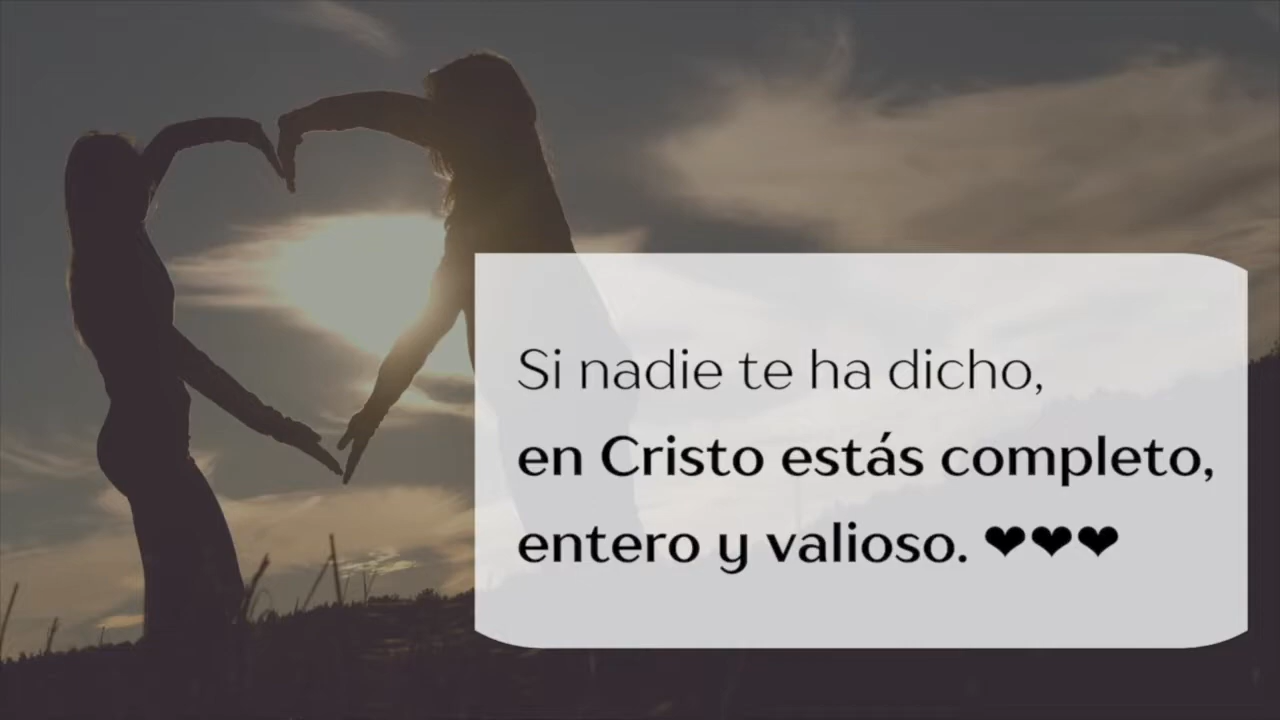 Si nadie te ha dicho,
en Cristo estás completo,
entero y valioso. ❤❤❤